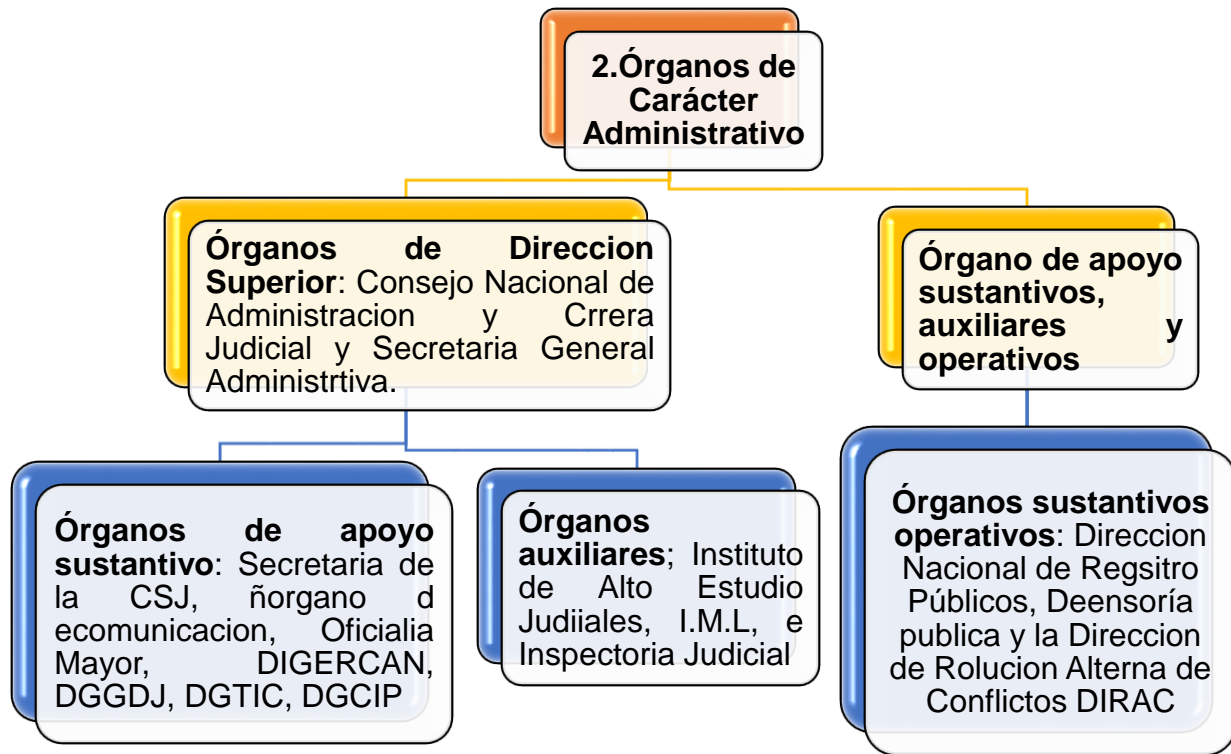 2.Órganos de
Carácter
Administrativo
Órganos de Direccion
Superior: Consejo Nacional de
Administracion y Crrera
Judicial y Secretaria General
Administrtiva.
Órgano de apoyo
sustantivos,
auxiliares y
operativos
Órganos de apoyo
sustantivo: Secretaria de
la CSJ, ñorgano d
ecomunicacion, Oficialia
Mayor, DIGERCAN,
DGGDJ, DGTIC, DGCIP
Órganos
auxiliares; Instituto
de Alto Estudio
Judiiales, I.M.L, e
Inspectoria Judicial
Órganos sustantivos
operativos: Direccion
Nacional de Regsitro
Públicos, Deensoría
publica y la Direccion
de Rolucion Alterna de
Conflictos DIRAC